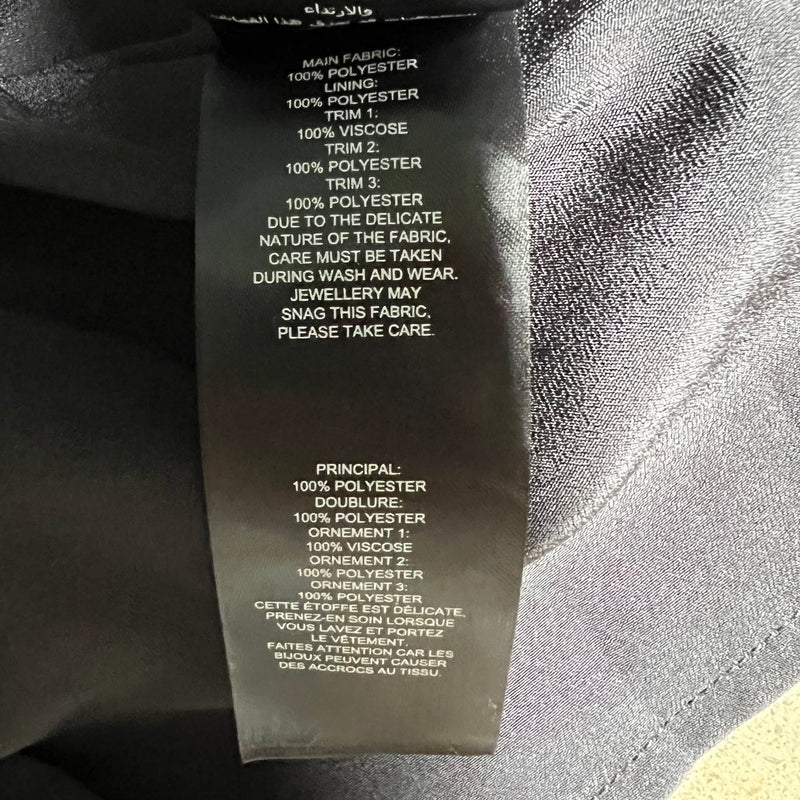 والارتداء
هذا القماش
MAIN FABRIC:
100% POLYESTER
LINING:
100% POLYESTER
TRIM 1:
100% VISCOSE
TRIM 2:
100% POLYESTER
TRIM 3:
100% POLYESTER
DUE TO THE DELICATE
NATURE OF THE FABRIC,
CARE MUST BE TAKEN
DURING WASH AND WEAR.
JEWELLERY MAY
SNAG THIS FABRIC,
PLEASE TAKE CARE.
PRINCIPAL:
100% POLYESTER
DOUBLURE:
100% POLYESTER
ORNEMENT 1:
100% VISCOSE
ORNEMENT 2:
100% POLYESTER
ORNEMENT 3:
100% POLYESTER
CETTE ÉTOFFE EST DÉLICATE.
PRENEZ-EN SOIN LORSQUE
VOUS LAVEZ ET PORTEZ
LE VÊTEMENT.
FAITES ATTENTION CAR LES
BIJOUX PEUVENT CAUSER
DES ACCROCS AU TISSU.